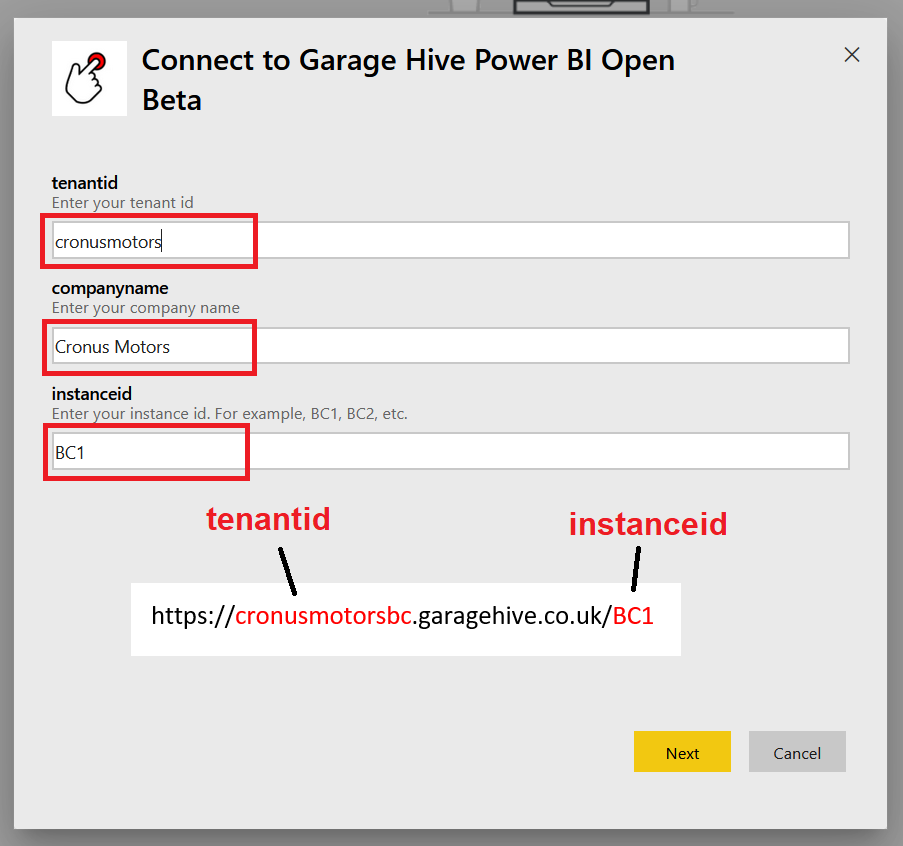 Connect to Garage Hive Power BI Open
Beta
tenantid
Enter your tenant id
cronusmotors
companyname
Enter your company name
Cronus Motors
instanceid
Enter your instance id. For example, BC1, BC2, etc.
BC1
tenantid
instanceid
https://cronusmotorsbc.garagehive.co.uk/BC1
Next
Cancel